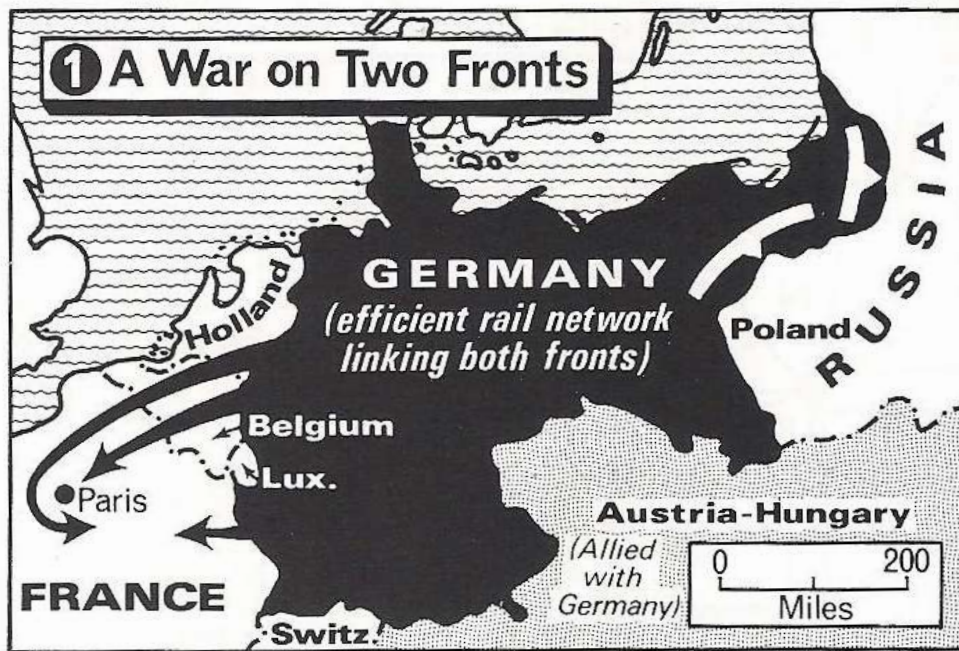 1 A War on Two Fronts
RUSSIA
Holland
GERMANY
(efficient rail network
linking both fronts)
Poland
Belgium
Lux.
Paris
Austria-Hungary
(Allied
with
Germany)
0 200
Miles
FRANCE
Switz.